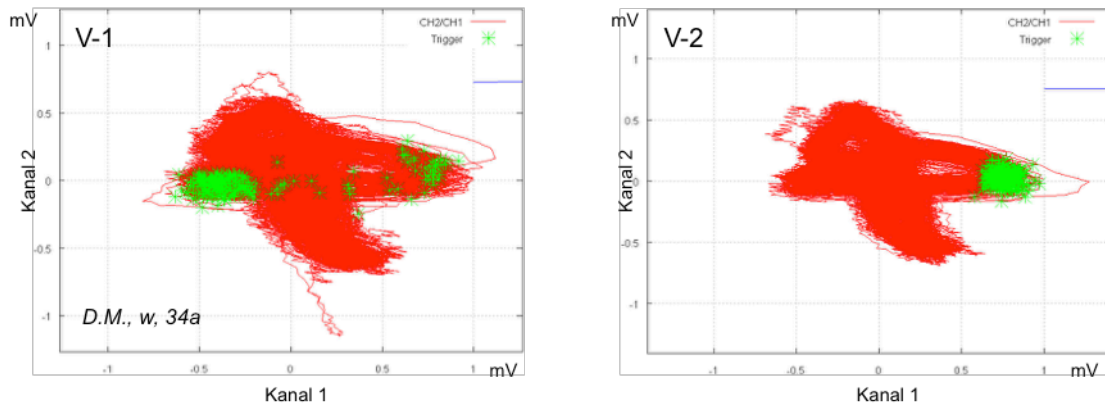 mV
V-1
CH2/CH1
Trigger
1
0.5
0
-0.5
-1
Kanal 2
D.M., w, 34a
-1
-0.5
0
0.5
1
mV
Kanal 1
mV
V-2
CH2/CH1
Trigger
1
0.5
0
-0.5
-1
Kanal 2
-1
-0.5
0
0.5
1
mV
Kanal 1